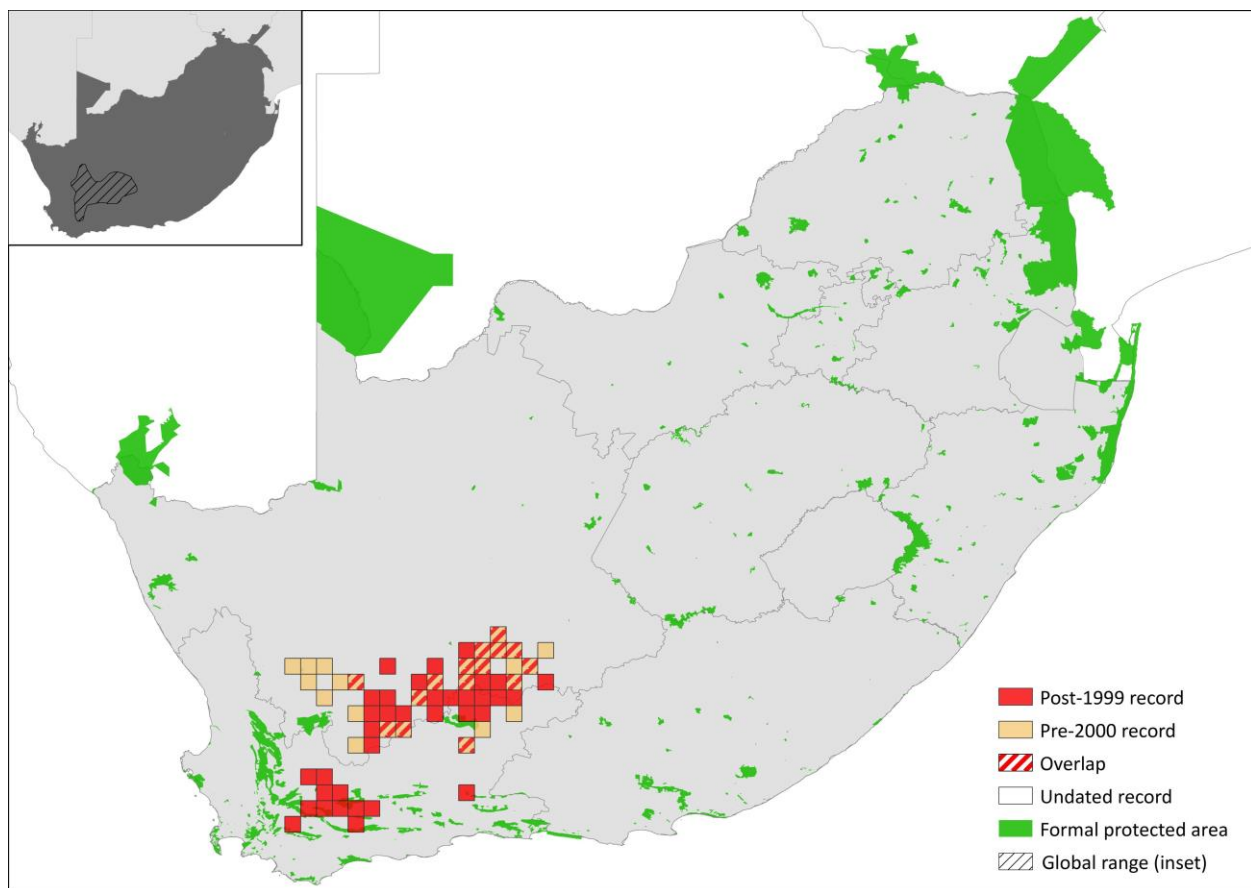 Post-1999 record
Pre-2000 record
Overlap
Undated record
Formal protected area
Global range (inset)